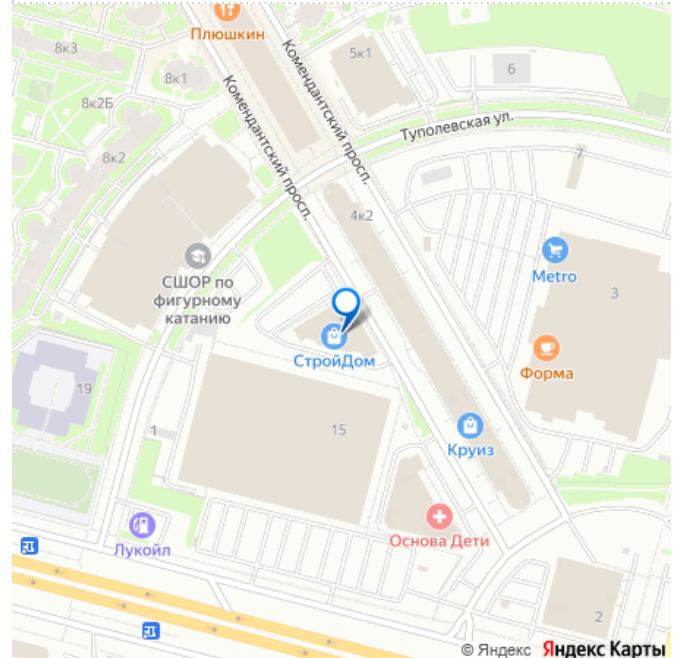 Плюшкин
8к3
5к1
6
8к1
8к2Б
Комендантский просп.
Комендантский просп.
Туполевская ул.
8к2
7
4к2
СШОР по
фигурному
катанию
Metro
3
СтройДом
Форма
19
15
1
Круиз
Основа Дети
Лукойл
2
© Яндекс Яндекс Карты